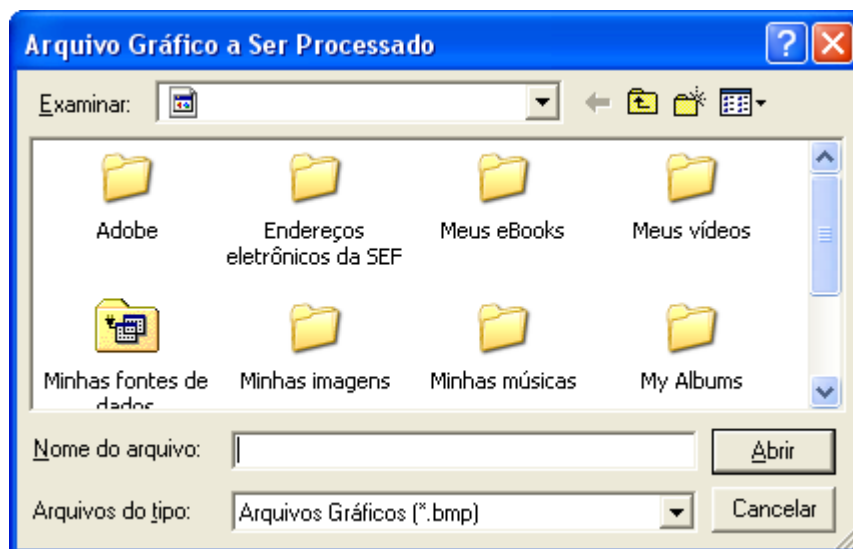 Arquivo Gráfico a Ser Processado
Examinar:
Adobe
Endereços
eletrônicos da SEF
Meus eBooks
Meus vídeos
Minhas fontes de
dados
Minhas imagens
Minhas músicas
My Albums
Nome do arquivo:
Abrir
Arquivos do tipo:
Arquivos Gráficos (*.bmp)
Cancelar